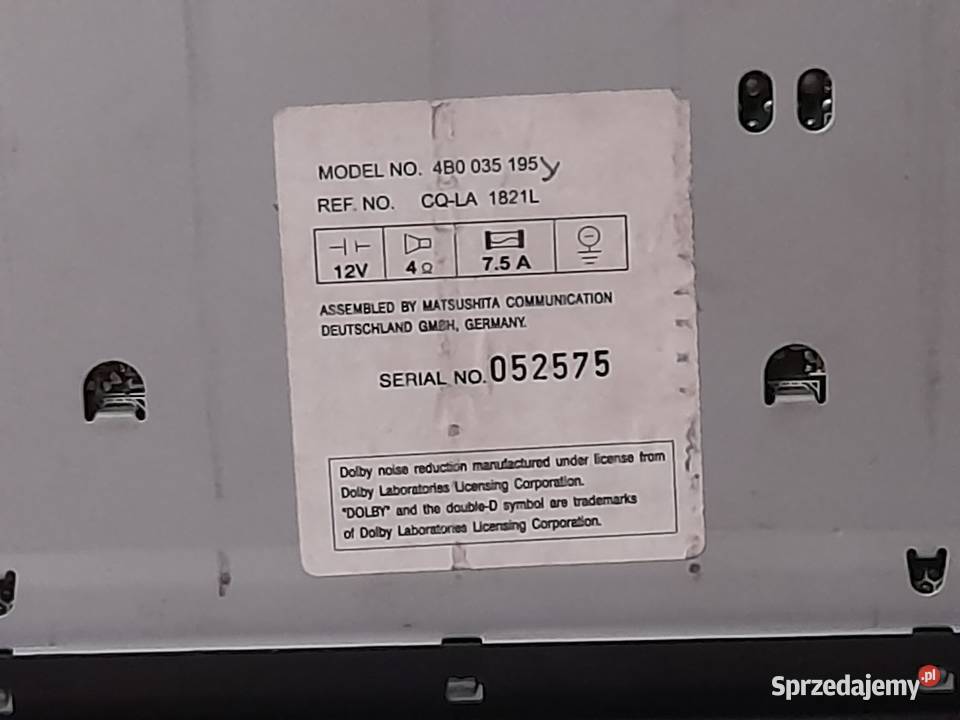 MODEL NO. 4B0 035 195 y
REF. NO. CQ-LA 1821L
12V 4 Ω 7.5 A
ASSEMBLED BY MATSUSHITA COMMUNICATION
DEUTSCHLAND GMBH, GERMANY.
SERIAL NO. 052575
Dolby noise reduction manufactured under license from
Dolby Laboratories Licensing Corporation.
"DOLBY" and the double-D symbol are trademarks
of Dolby Laboratories Licensing Corporation.
Sprzedajemy.pl